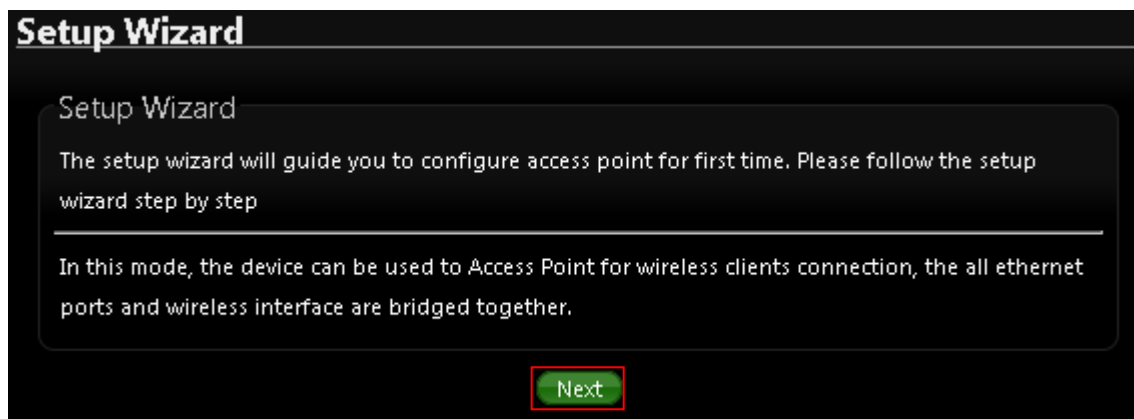 Setup Wizard
Setup Wizard
The setup wizard will guide you to configure access point for first time. Please follow the setup
wizard step by step
In this mode, the device can be used to Access Point for wireless clients connection, the all ethernet
ports and wireless interface are bridged together.
Next